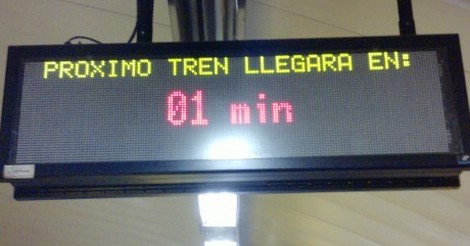 PROXIMO TREN LLEGARA EN:
01 min